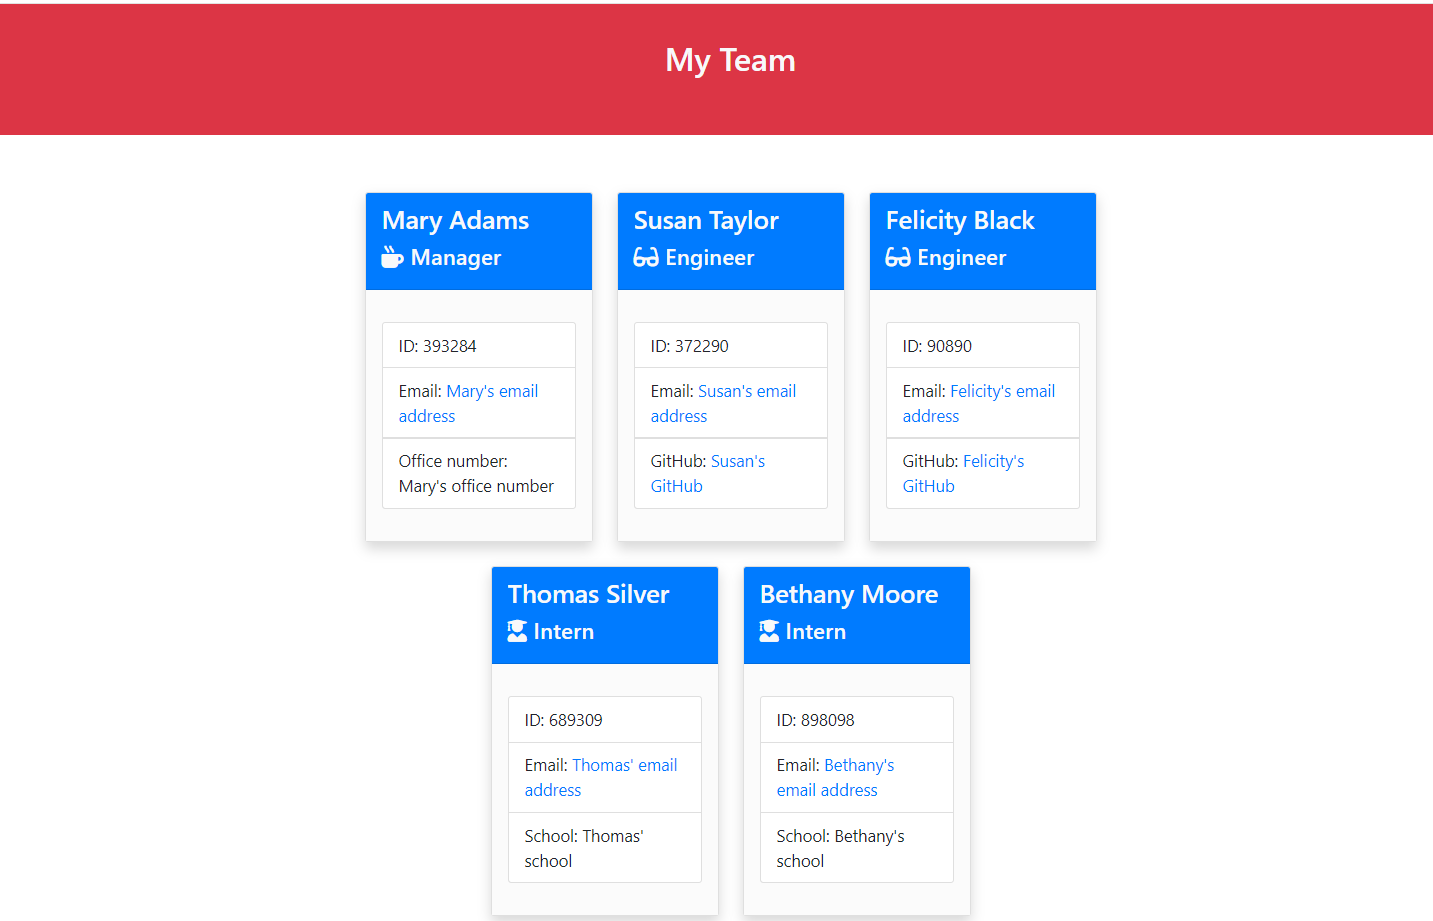 My Team
Mary Adams
Manager
ID: 393284
Email: Mary's email
address
Office number:
Mary's office number
Susan Taylor
Engineer
ID: 372290
Email: Susan's email
address
GitHub: Susan's
GitHub
Felicity Black
Engineer
ID: 90890
Email: Felicity's email
address
GitHub: Felicity's
GitHub
Thomas Silver
Intern
ID: 689309
Email: Thomas' email
address
School: Thomas'
school
Bethany Moore
Intern
ID: 898098
Email: Bethany's
email address
School: Bethany's
school